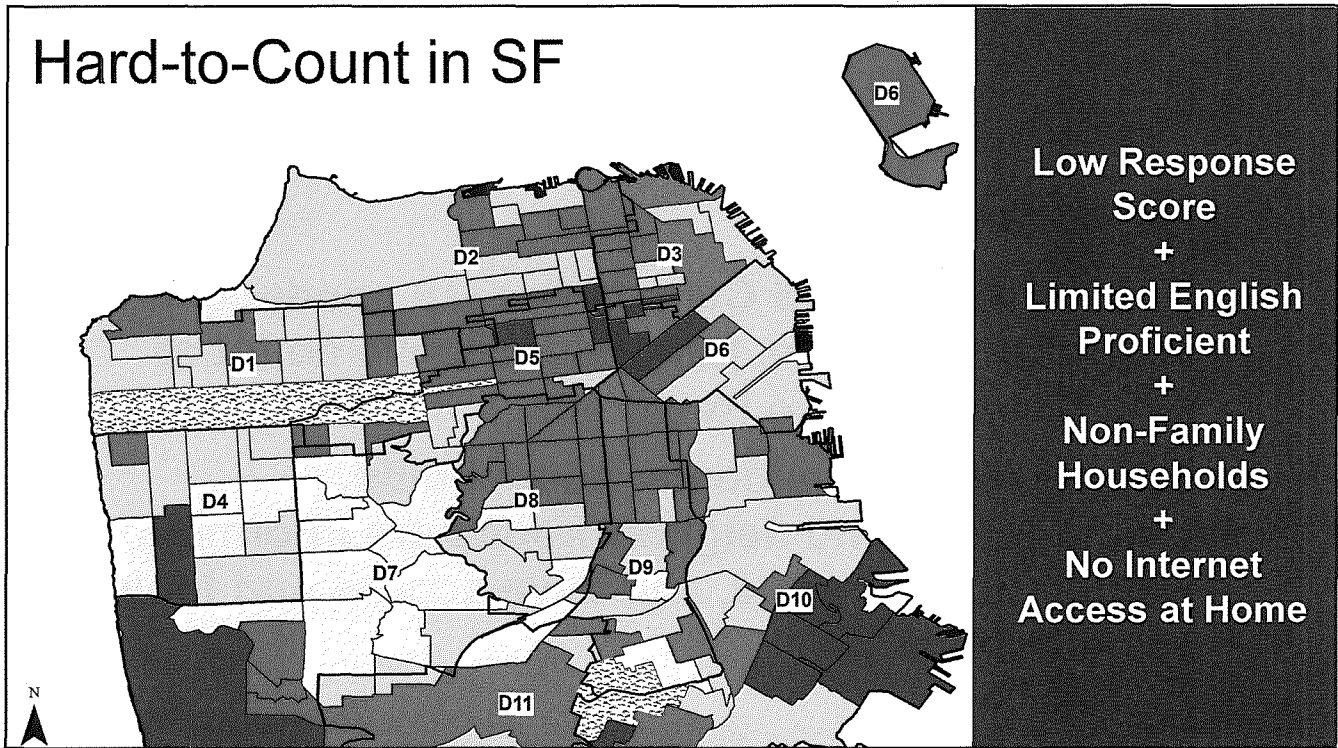 Hard-to-Count in SF
D6
D2
D3
D1
D5
D6
D4
D8
D7
D9
D10
D11
N
Low Response
Score
+
Limited English
Proficient
+
Non-Family
Households
+
No Internet
Access at Home